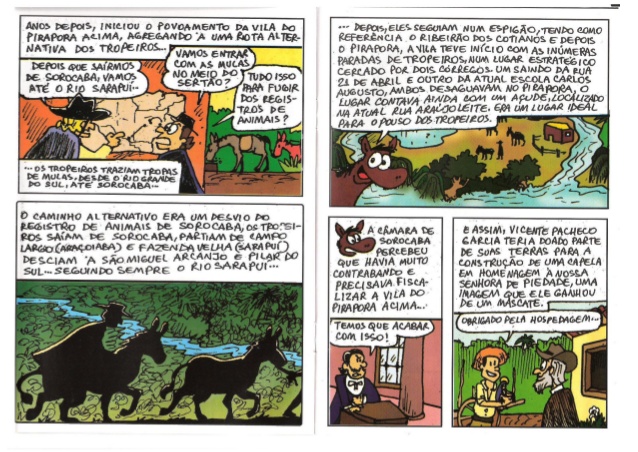 ANOS DEPOIS, INICIOU O POVOAMENTO DA VILA DO
PIRAPORA ACIMA, AGREGANDO À UMA ROTA ALTER-
NATIVA DOS TROPEIROS...
DEPOIS QUE SAÍRMOS
DE SOROCABA, VAMOS
ATÉ O RIO SARAPUÍ...
VAMOS ENTRAR
COM AS MULAS
NO MEIO DO
SERTÃO?
TUDO ISSO
PARA FUGIR
DOS REGIS-
TROS DE
ANIMAIS?
...OS TROPEIROS TRAZIAM TROPAS
DE MULAS, DESDE O RIO GRANDE
DO SUL, ATÉ SOROCABA...
O CAMINHO ALTERNATIVO ERA UM DESVIO DO
REGISTRO DE ANIMAIS DE SOROCABA, OS TROPEI-
ROS SAÍAM DE SOROCABA, PARTIAM DE CAMPO
LARGO (ARAÇOIABA) E FAZENDA VELHA (SARAPUÍ)
DESCIAM À SÃO MIGUEL ARCANJO E PILAR DO
SUL... SEGUINDO SEMPRE O RIO SARAPUÍ...
... DEPOIS, ELES SEGUIAM NUM ESPIGÃO, TENDO COMO
REFERÊNCIA O RIBEIRÃO DOS COTIANOS E DEPOIS
O PIRAPORA, A VILA TEVE INÍCIO COM AS INÚMERAS
PARADAS DE TROPEIROS, NUM LUGAR ESTRATÉGICO
CERCADO POR DOIS CÓRREGOS - UM SAINDO DA RUA
21 DE ABRIL E OUTRO DA ATUAL ESCOLA CARLOS
AUGUSTO, AMBOS DESAGUAVAM NO PIRAPORA, O
LUGAR CONTAVA AINDA COM UM AÇUDE, LOCALIZADO
NA ATUAL RUA ARAÚJO LEITE. ERA UM LUGAR IDEAL
PARA O POUSO DOS TROPEIROS.
A CÂMARA DE
SOROCABA
PERCEBEU
QUE HAVIA MUITO
CONTRABANDO E
PRECISAVA FISCA-
LIZAR A VILA DO
PIRAPORA ACIMA...
TEMOS QUE ACABAR
COM ISSO!
E ASSIM, VICENTE PACHECO
GARCIA TERIA DOADO PARTE
DE SUAS TERRAS PARA A
CONSTRUÇÃO DE UMA CAPELA
EM HOMENAGEM À NOSSA
SENHORA DE PIEDADE, UMA
IMAGEM QUE ELE GANHOU
DE UM MASCATE.
OBRIGADO PELA HOSPEDAGEM...